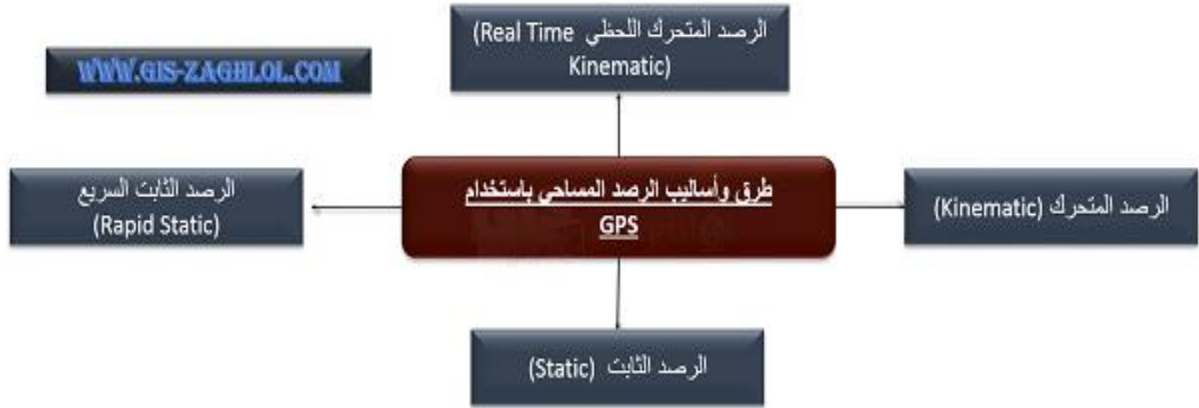 الرصد المتحرك اللحظي (Real Time
Kinematic)
WWW.GIS-ZAGHLOL.COM
طرق وأساليب الرصد المساحي باستخدام
GPS
الرصد المتحرك (Kinematic)
الرصد الثابت السريع
(Rapid Static)
الرصد الثابت (Static)